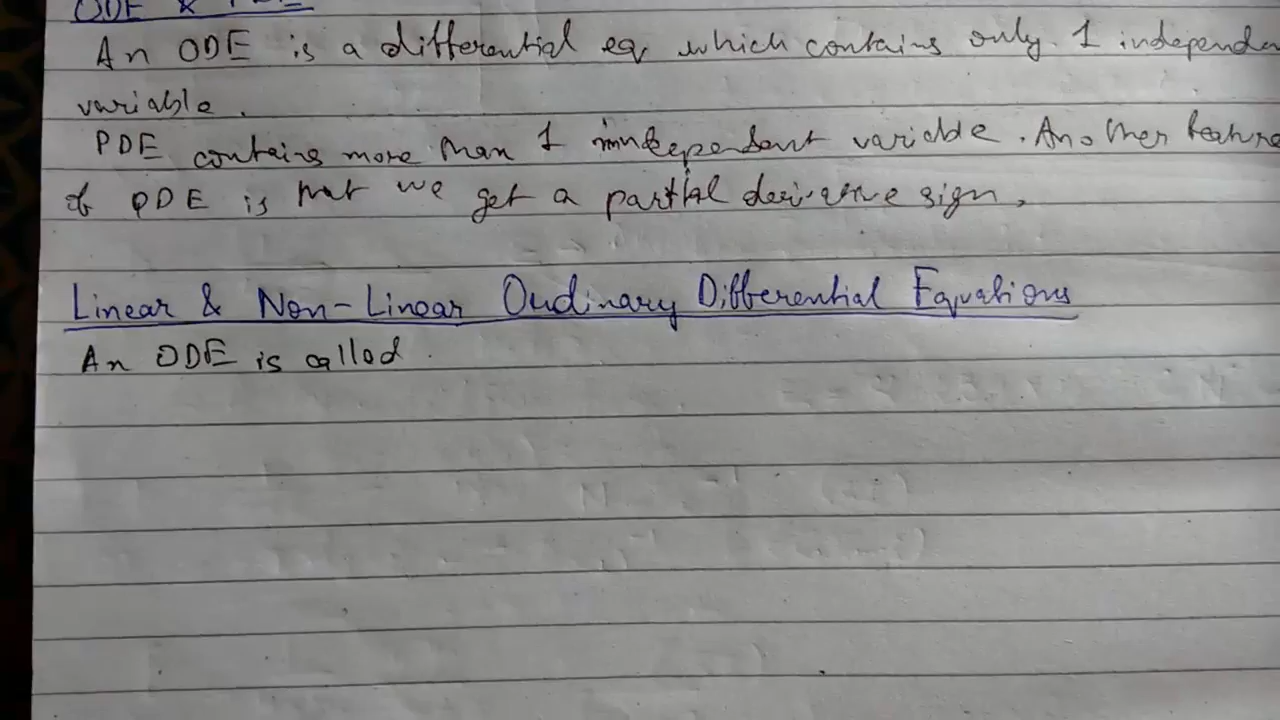 ODE &
An ODE is a differential eq which contains only 1 independen
variable.
PDE contains more than 1 independent variable. Another feature
of PDE is that we get a partial derivative sign.
Linear & Non-Linear Ordinary Differential Equations
An ODE is called